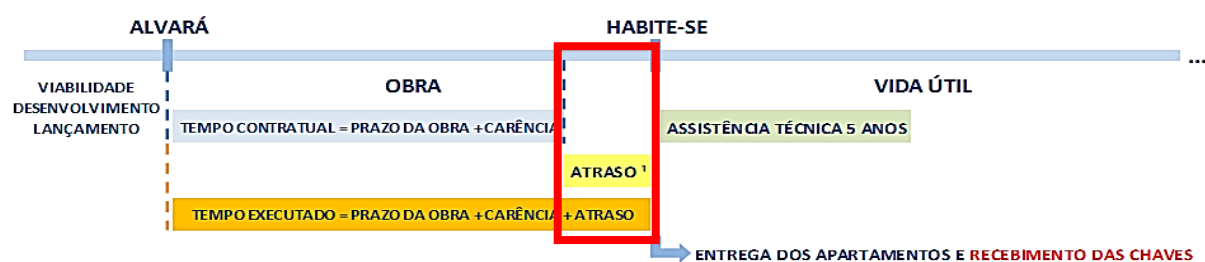 ALVARÁ
HABITE-SE
...
VIABILIDADE
DESENVOLVIMENTO
LANÇAMENTO
OBRA
VIDA ÚTIL
TEMPO CONTRATUAL = PRAZO DA OBRA + CARÊNCIA
ASSISTÊNCIA TÉCNICA 5 ANOS
ATRASO ¹
TEMPO EXECUTADO = PRAZO DA OBRA + CARÊNCIA + ATRASO
ENTREGA DOS APARTAMENTOS E RECEBIMENTO DAS CHAVES